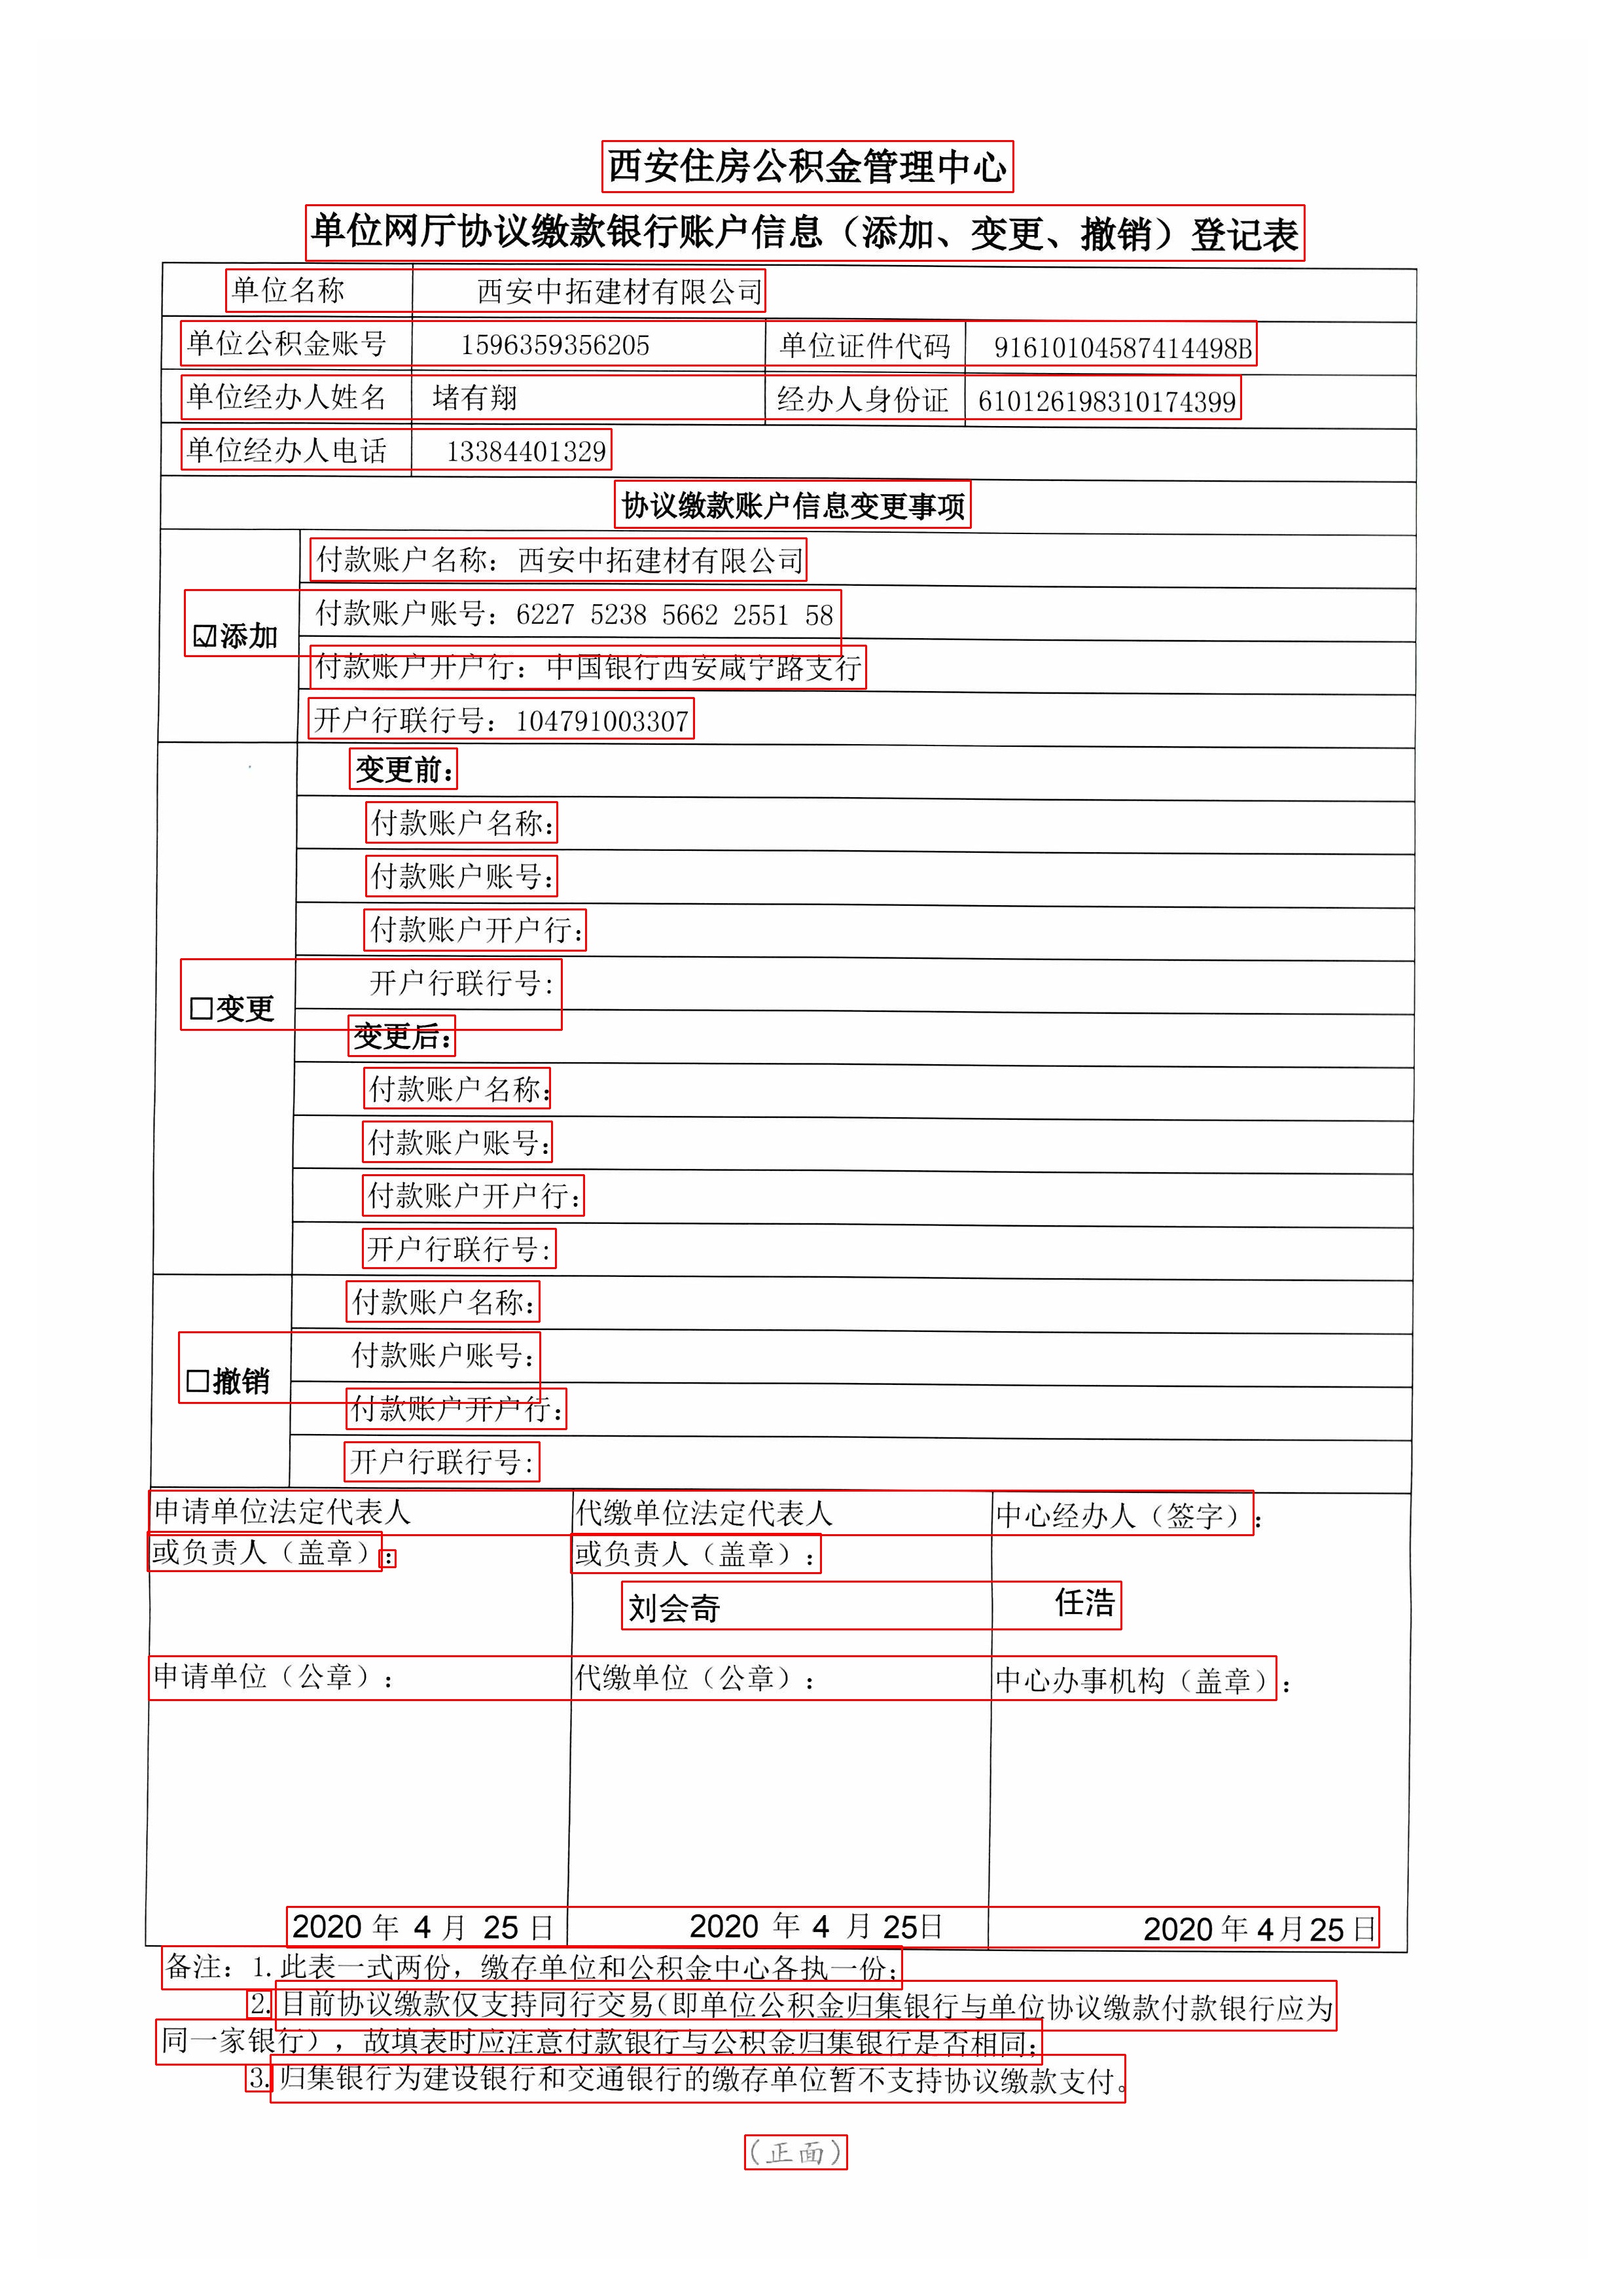 西安住房公积金管理中心
单位网厅协议缴款银行账户信息（添加、变更、撤销）登记表
单位名称 西安中拓建材有限公司
单位公积金账号 1596359356205 单位证件代码 91610104587414498B
单位经办人姓名 堵有翔 经办人身份证 610126198310174399
单位经办人电话 13384401329
协议缴款账户信息变更事项
付款账户名称：西安中拓建材有限公司
☑添加 付款账户账号：6227 5238 5662 2551 58
付款账户开户行：中国银行西安咸宁路支行
开户行联行号：104791003307
变更前：
付款账户名称：
付款账户账号：
付款账户开户行：
□变更 开户行联行号：
变更后：
付款账户名称：
付款账户账号：
付款账户开户行：
开户行联行号：
付款账户名称：
□撤销 付款账户账号：
付款账户开户行：
开户行联行号：
申请单位法定代表人 代缴单位法定代表人 中心经办人（签字）：
或负责人（盖章）： 或负责人（盖章）：
刘会奇 任浩
申请单位（公章）： 代缴单位（公章）： 中心办事机构（盖章）：
2020 年 4 月 25 日 2020 年 4 月 25日 2020 年 4 月 25 日
备注：1.此表一式两份，缴存单位和公积金中心各执一份；
2.目前协议缴款仅支持同行交易（即单位公积金归集银行与单位协议缴款付款银行应为
同一家银行），故填表时应注意付款银行与公积金归集银行是否相同；
3.归集银行为建设银行和交通银行的缴存单位暂不支持协议缴款支付。
（正面）